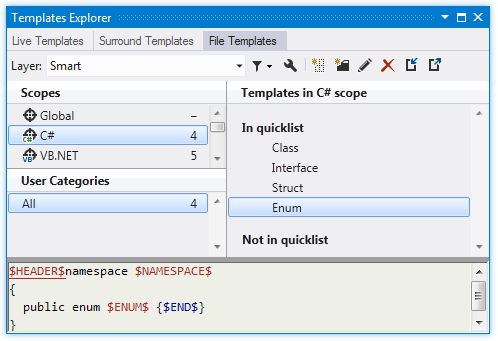 Templates Explorer
Live Templates Surround Templates File Templates
Layer: Smart
Scopes
Global –
C# 4
VB.NET 5
User Categories
All 4
Templates in C# scope
In quicklist
Class
Interface
Struct
Enum
Not in quicklist
$HEADER$namespace $NAMESPACE$
{
public enum $ENUM$ {$END$}
}